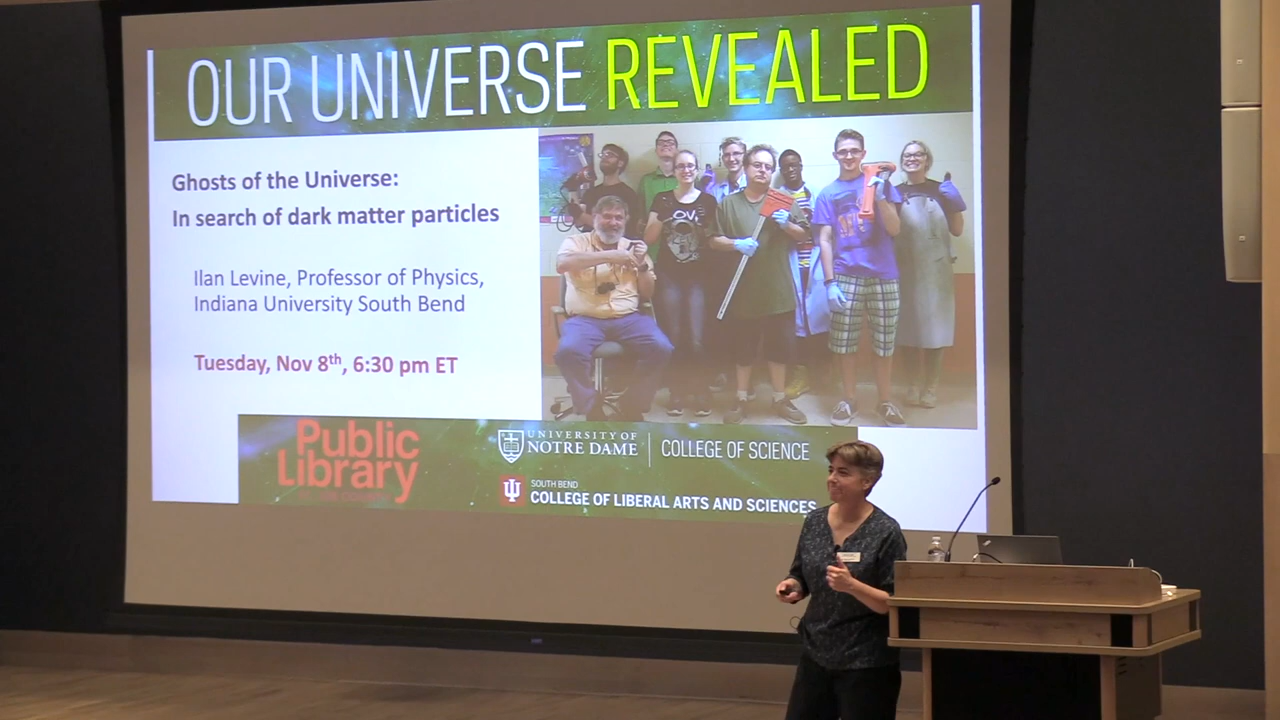 OUR UNIVERSE REVEALED
Ghosts of the Universe:
In search of dark matter particles
Ilan Levine, Professor of Physics,
Indiana University South Bend
Tuesday, Nov 8th, 6:30 pm ET
Public
Library
UNIVERSITY OF
NOTRE DAME
COLLEGE OF SCIENCE
SOUTH BEND
COLLEGE OF LIBERAL ARTS AND SCIENCES